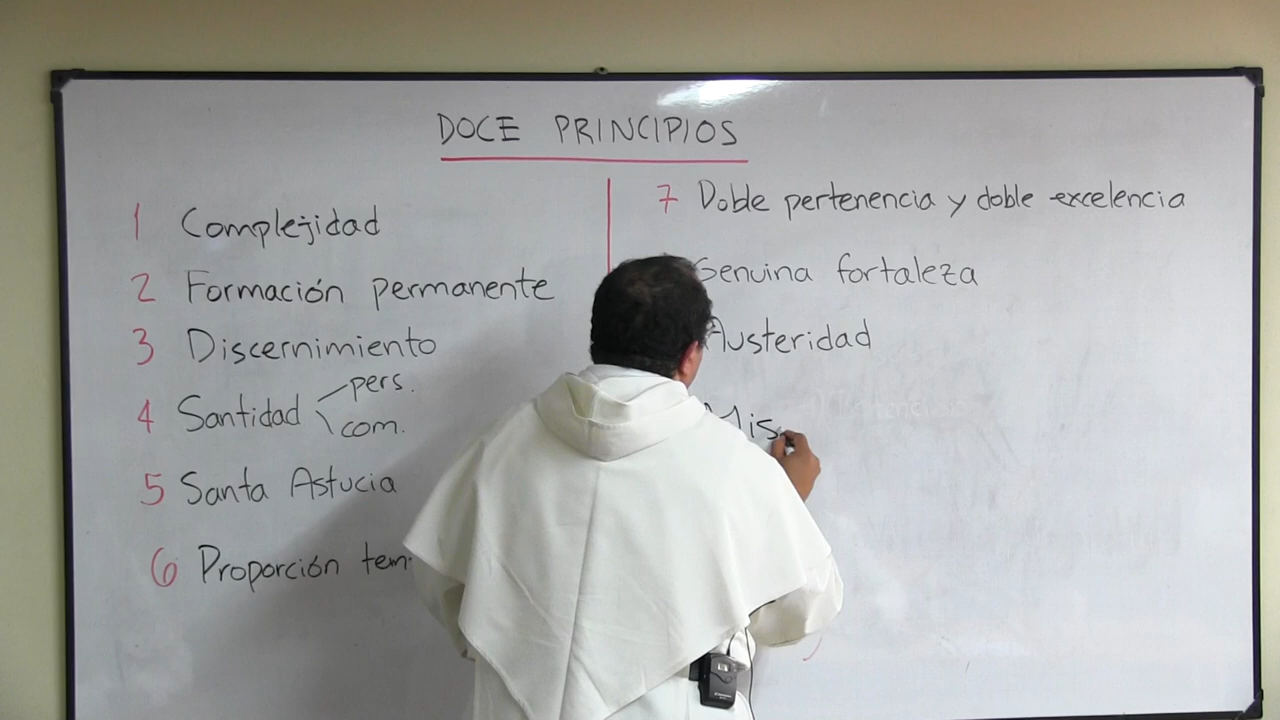 DOCE PRINCIPIOS
1 Complejidad
2 Formación permanente
3 Discernimiento
4 Santidad pers.
com.
5 Santa Astucia
6 Proporción tem
7 Doble pertenencia y doble excelencia
Genuina fortaleza
Austeridad
Mis